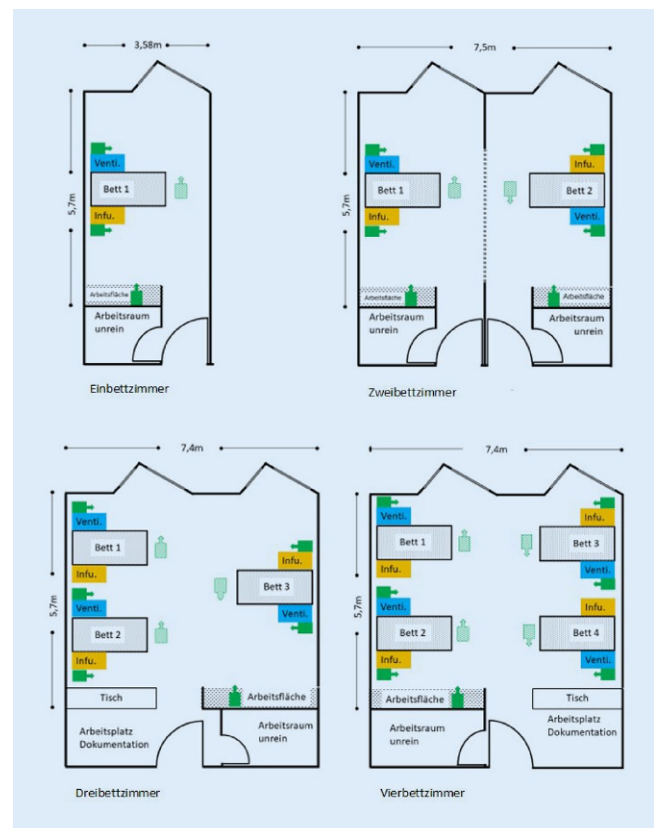 3,58m
Venti.
Bett 1
Infu.
5,7m
Arbeitsfläche
Arbeitsraum
unrein
Einbettzimmer
7,5m
Venti.
Infu.
Bett 1
Bett 2
Infu.
Venti.
5,7m
Arbeitsfläche
Arbeitsfläche
Arbeitsraum
unrein
Arbeitsraum
unrein
Zweibettzimmer
7,4m
Venti.
Bett 1
Infu.
Infu.
Bett 3
Venti.
Venti.
5,7m
Bett 2
Infu.
Tisch
Arbeitsfläche
Arbeitsplatz
Dokumentation
Arbeitsraum
unrein
Dreibettzimmer
7,4m
Venti.
Infu.
Bett 1
Bett 3
Infu.
Venti.
5,7m
Venti.
Infu.
Bett 2
Bett 4
Infu.
Venti.
Arbeitsfläche
Tisch
Arbeitsraum
unrein
Arbeitsplatz
Dokumentation
Vierbettzimmer